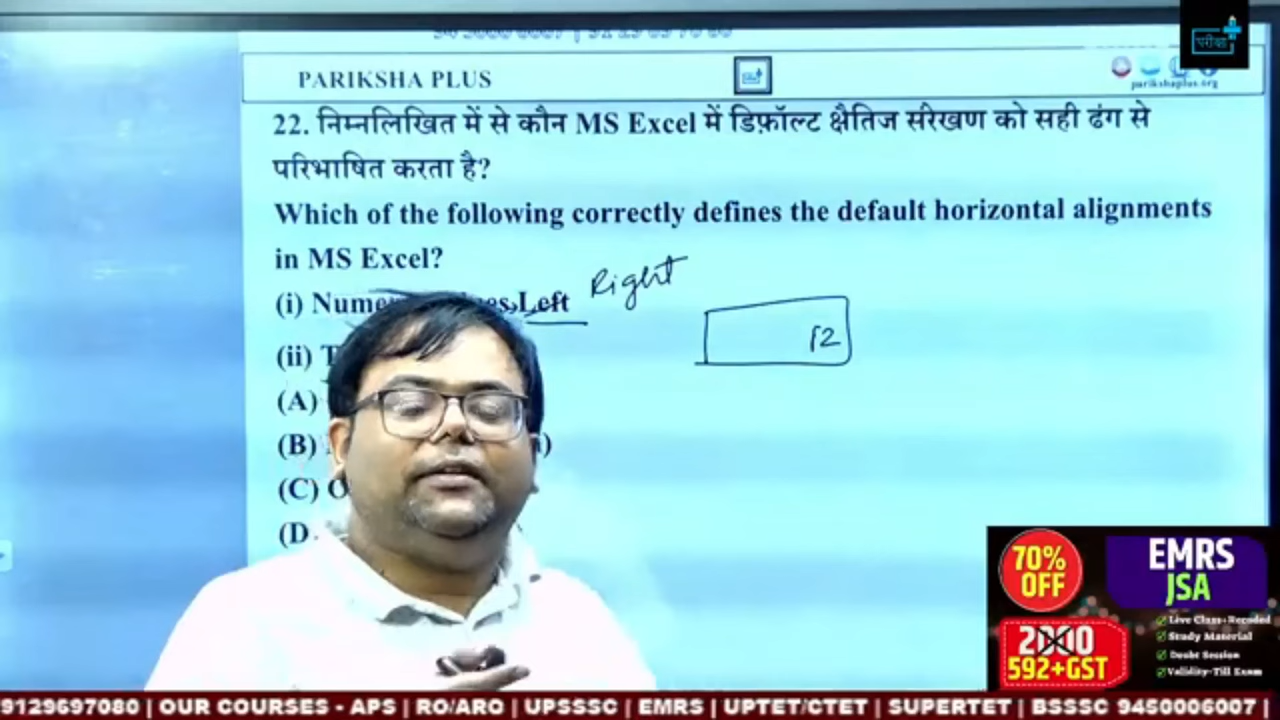 परीक्षा
PARIKSHA PLUS
parikshaplus.org
22. निम्नलिखित में से कौन MS Excel में डिफ़ॉल्ट क्षैतिज संरेखण को सही ढंग से
परिभाषित करता है?
Which of the following correctly defines the default horizontal alignments
in MS Excel?
(i) Left Right
12
(ii)
(A)
(B)
(C)
(D
70%
OFF
EMRS
JSA
2000
592+GST
Live Class+Recoded
Study Material
Doubt Session
Validity-Till Exam
9129697080 | OUR COURSES - APS | RO/ARO | UPSSSC | EMRS | UPTET/CTET | SUPERTET | BSSSC 9450006007 |